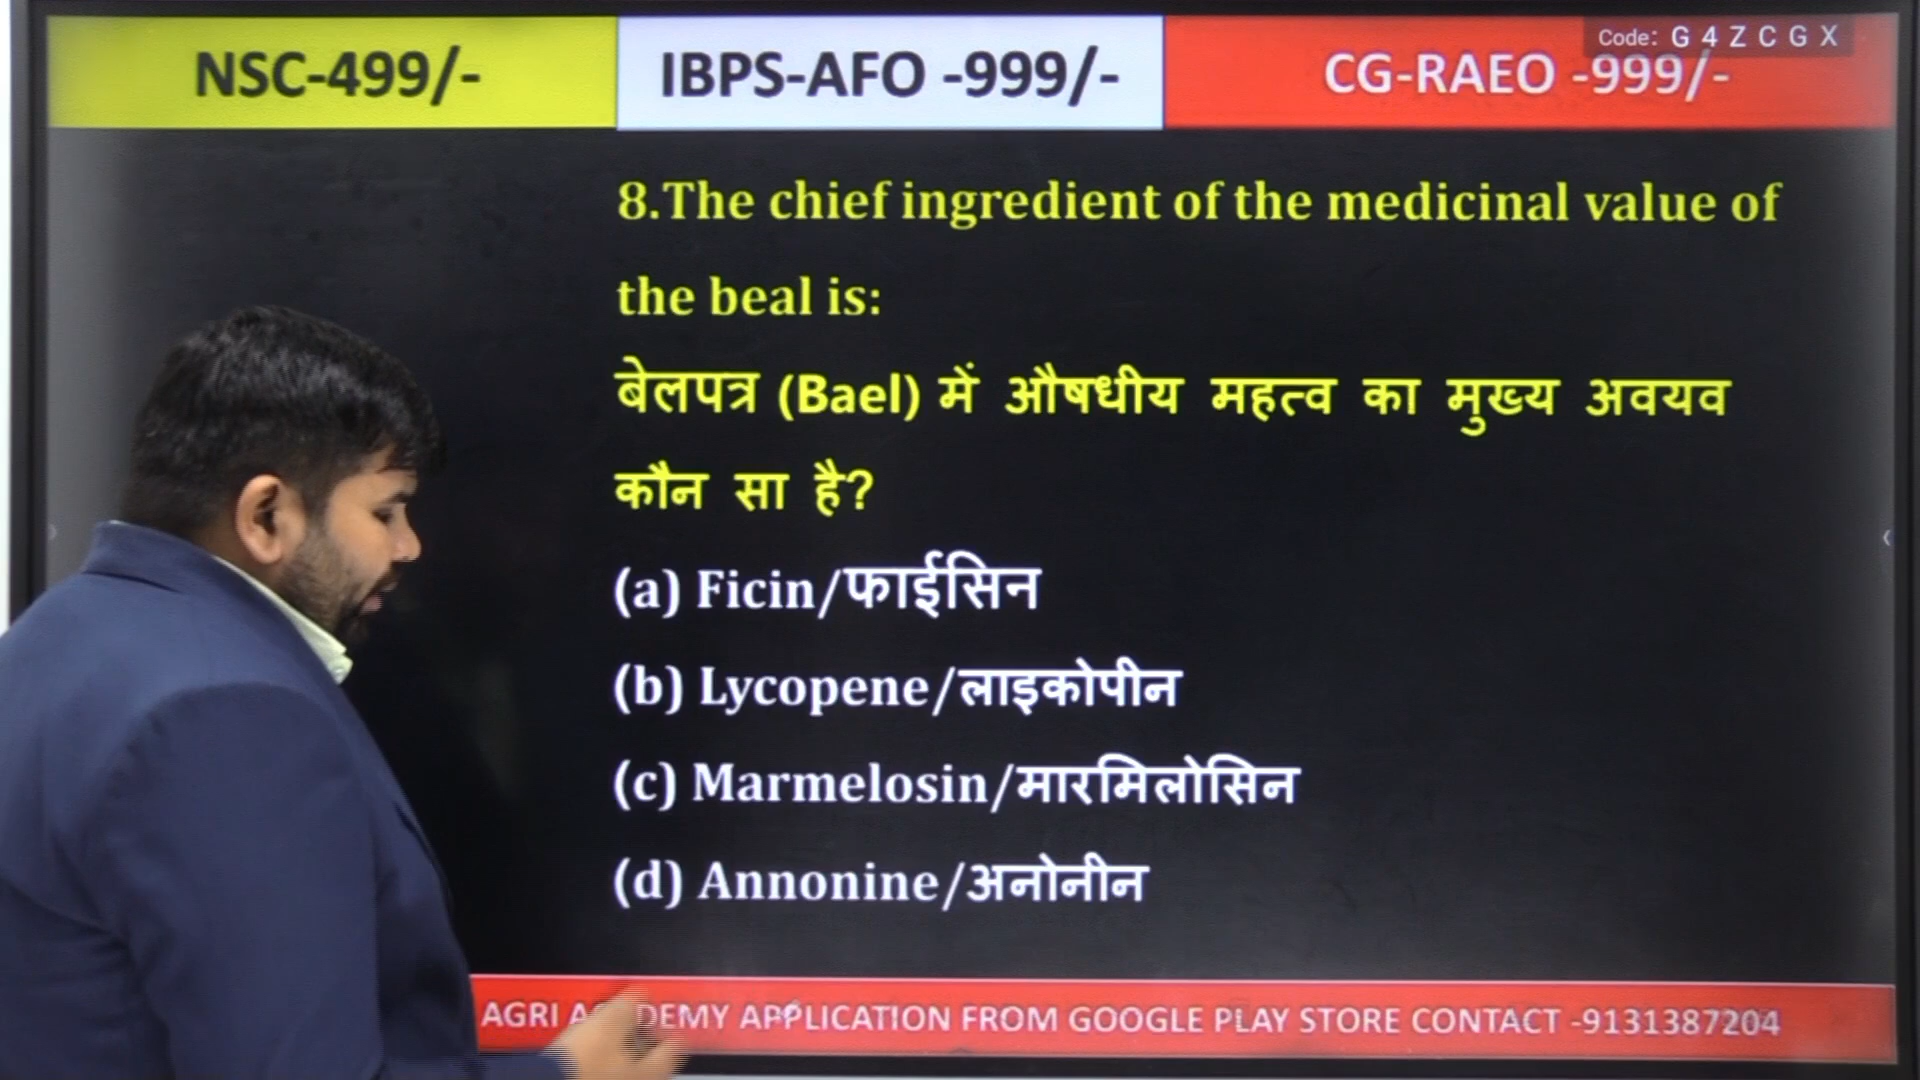 NSC-499/-
IBPS-AFO -999/-
CG-RAEO -999/-
Code: G 4 Z C G X
8.The chief ingredient of the medicinal value of
the beal is:
बेलपत्र (Bael) में औषधीय महत्व का मुख्य अवयव
कौन सा है?
(a) Ficin/फाईसिन
(b) Lycopene/लाइकोपीन
(c) Marmelosin/मारमिलोसिन
(d) Annonine/अनोनीन
AGRI A DEMY APPLICATION FROM GOOGLE PLAY STORE CONTACT -9131387204